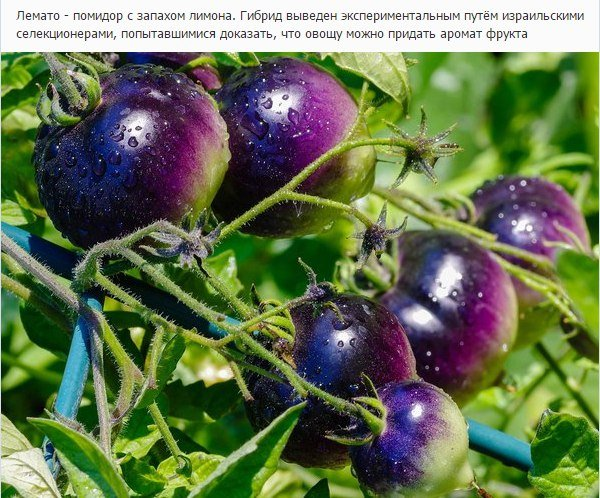 Лемато - помидор с запахом лимона. Гибрид выведен экспериментальным путём израильскими
селекционерами, попытавшимися доказать, что овощу можно придать аромат фрукта